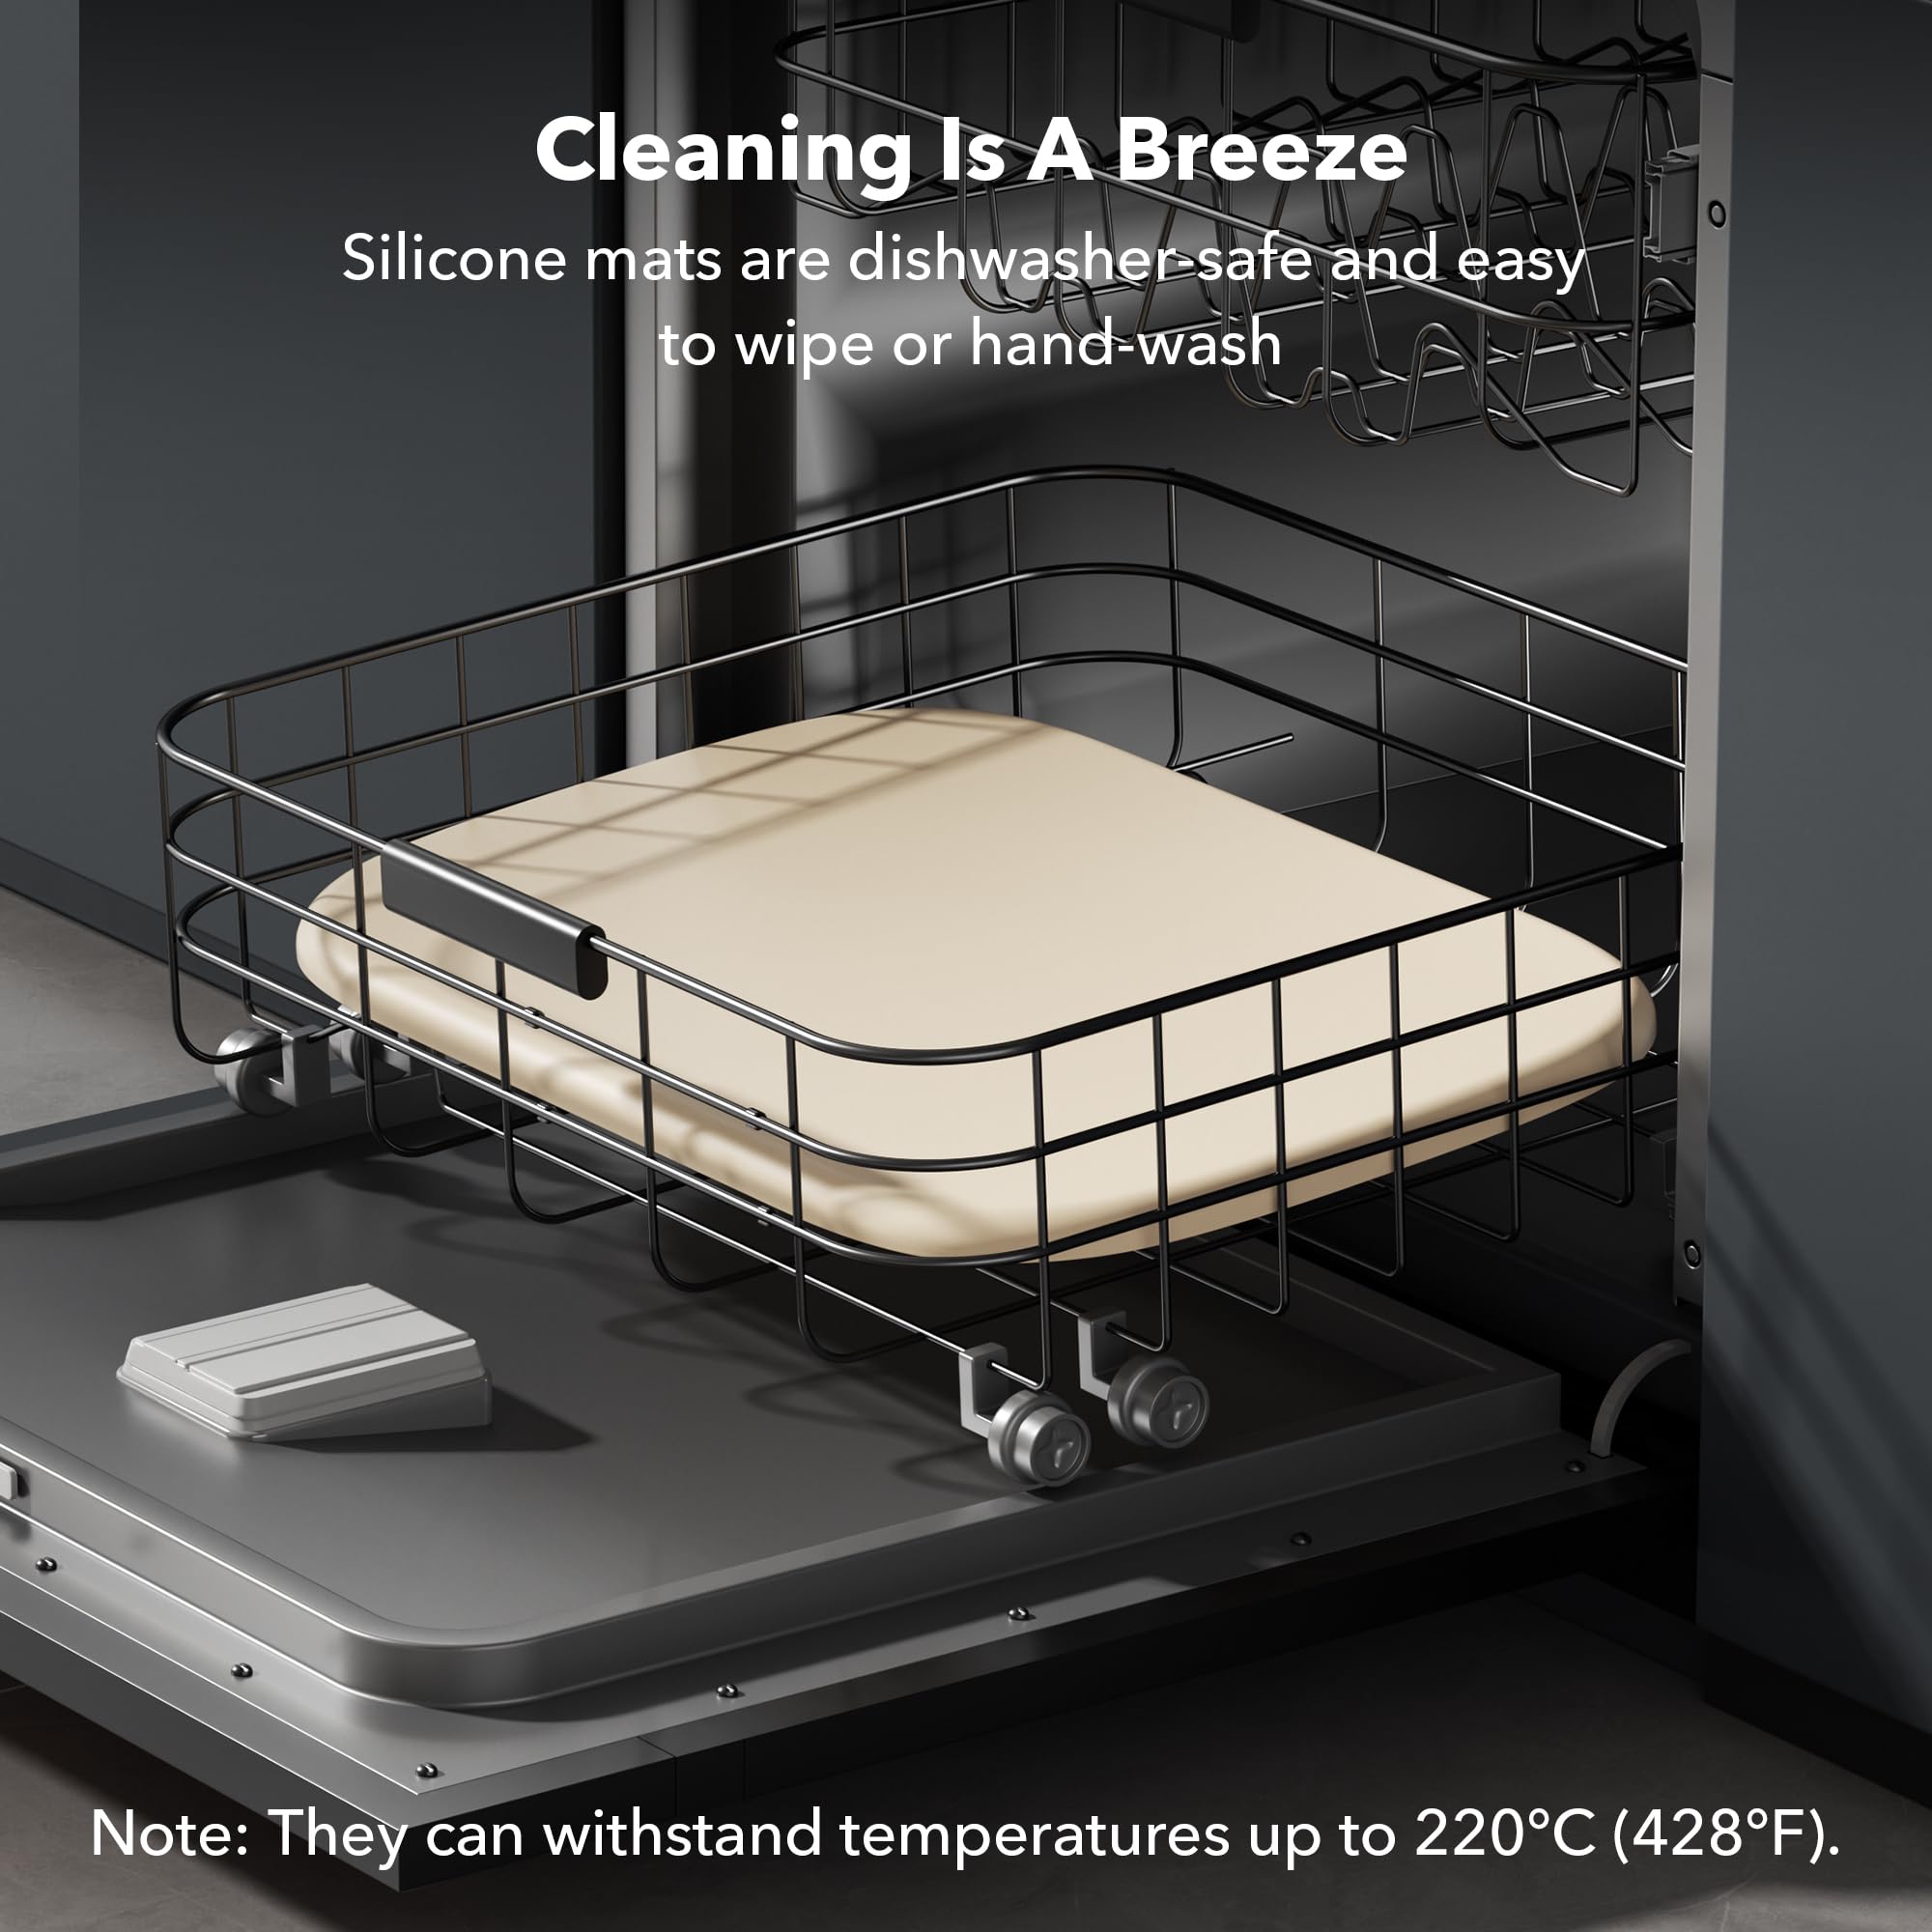 Cleaning Is A Breeze
Silicone mats are dishwasher-safe and easy
to wipe or hand-wash
Note: They can withstand temperatures up to 220°C (428°F).